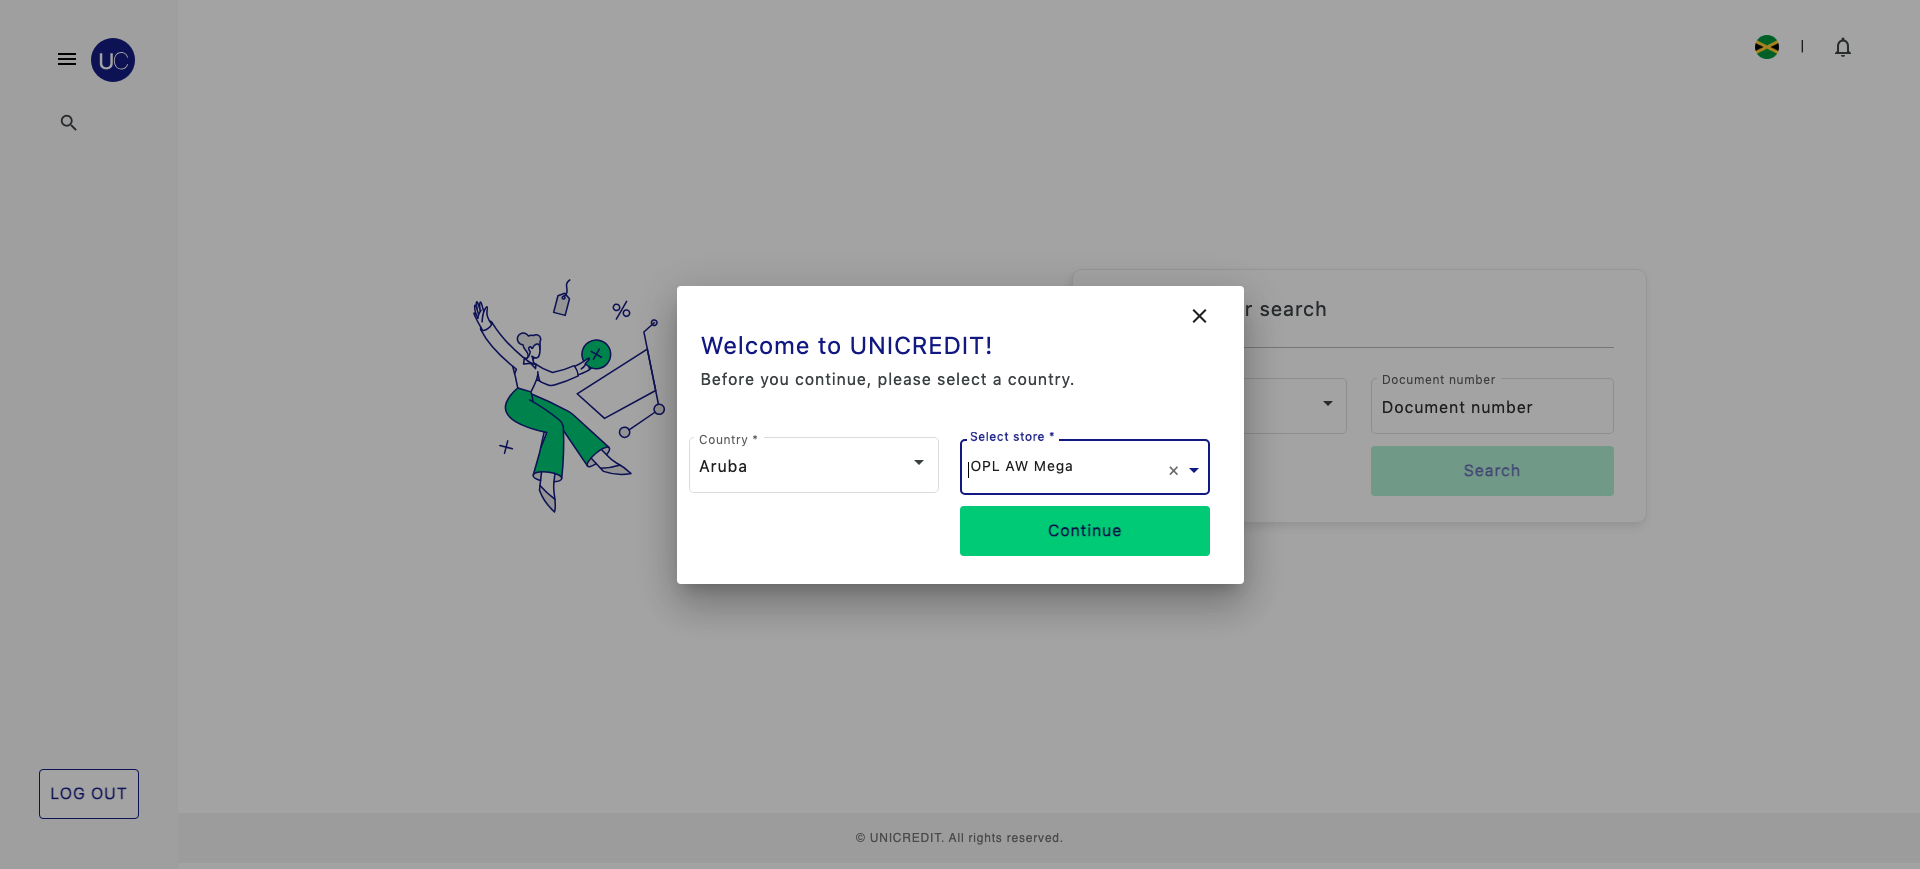 UC
Welcome to UNICREDIT!
Before you continue, please select a country.
Country *
Aruba
Select store *
OPL AW Mega
Continue
r search
Document number
Document number
Search
LOG OUT
© UNICREDIT. All rights reserved.